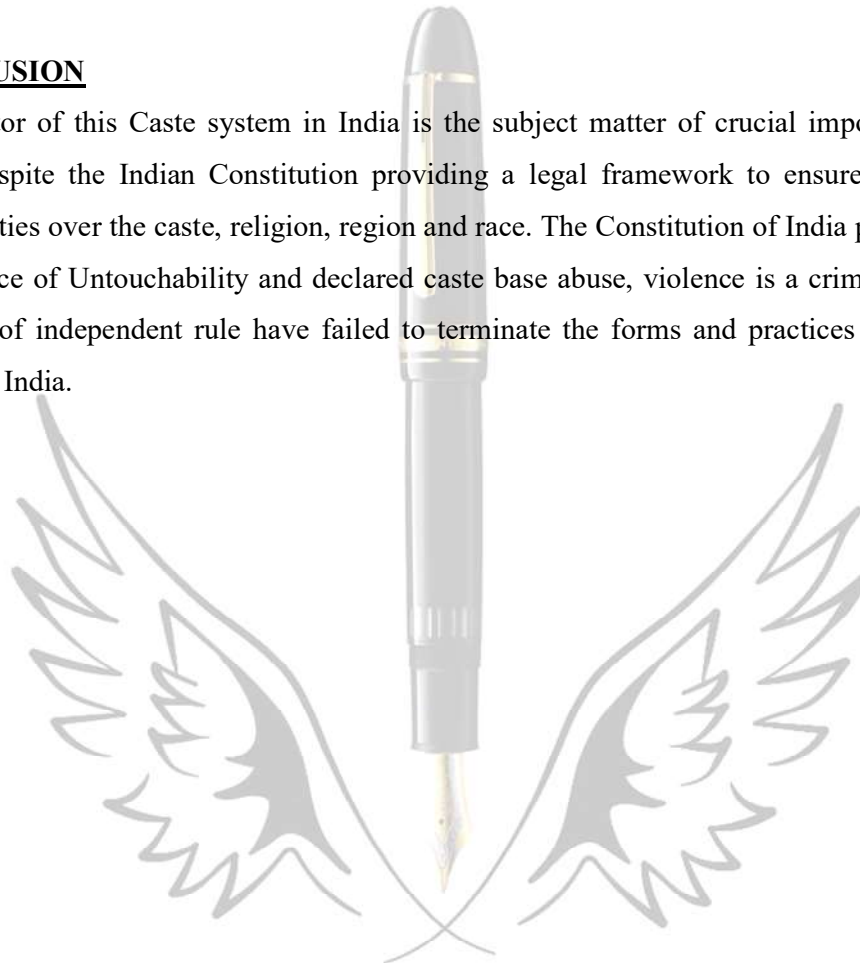 USION
tor of this Caste system in India is the subject matter of crucial impo
spite the Indian Constitution providing a legal framework to ensure
ties over the caste, religion, region and race. The Constitution of India p
ce of Untouchability and declared caste base abuse, violence is a crim
of independent rule have failed to terminate the forms and practices
India.